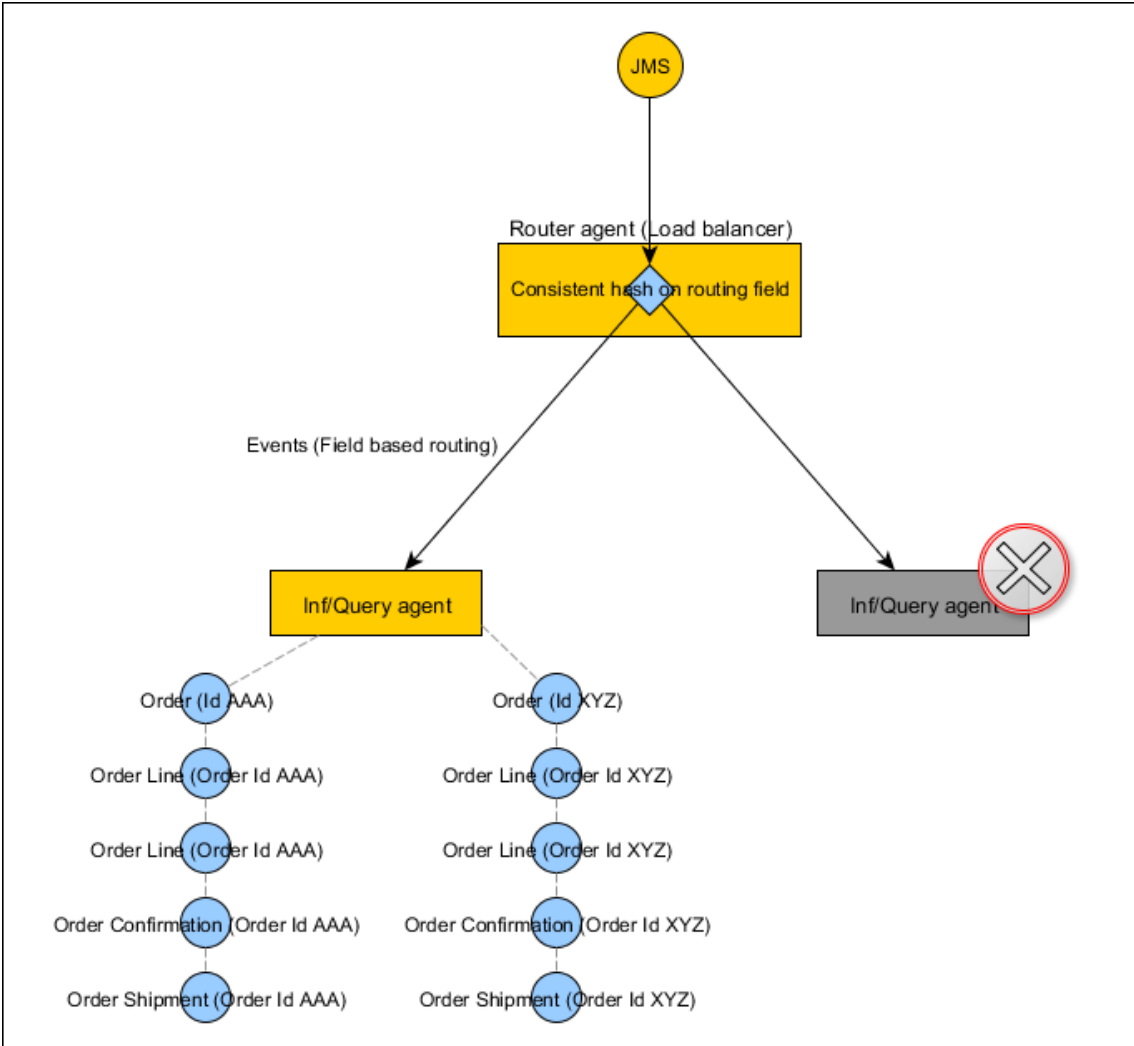 JMS
Router agent (Load balancer)
Consistent hash on routing field
Events (Field based routing)
Inf/Query agent
Inf/Query agent
Order (Id AAA)
Order (Id XYZ)
Order Line (Order Id AAA)
Order Line (Order Id XYZ)
Order Line (Order Id AAA)
Order Line (Order Id XYZ)
Order Confirmation (Order Id AAA)
Order Confirmation (Order Id XYZ)
Order Shipment (Order Id AAA)
Order Shipment (Order Id XYZ)